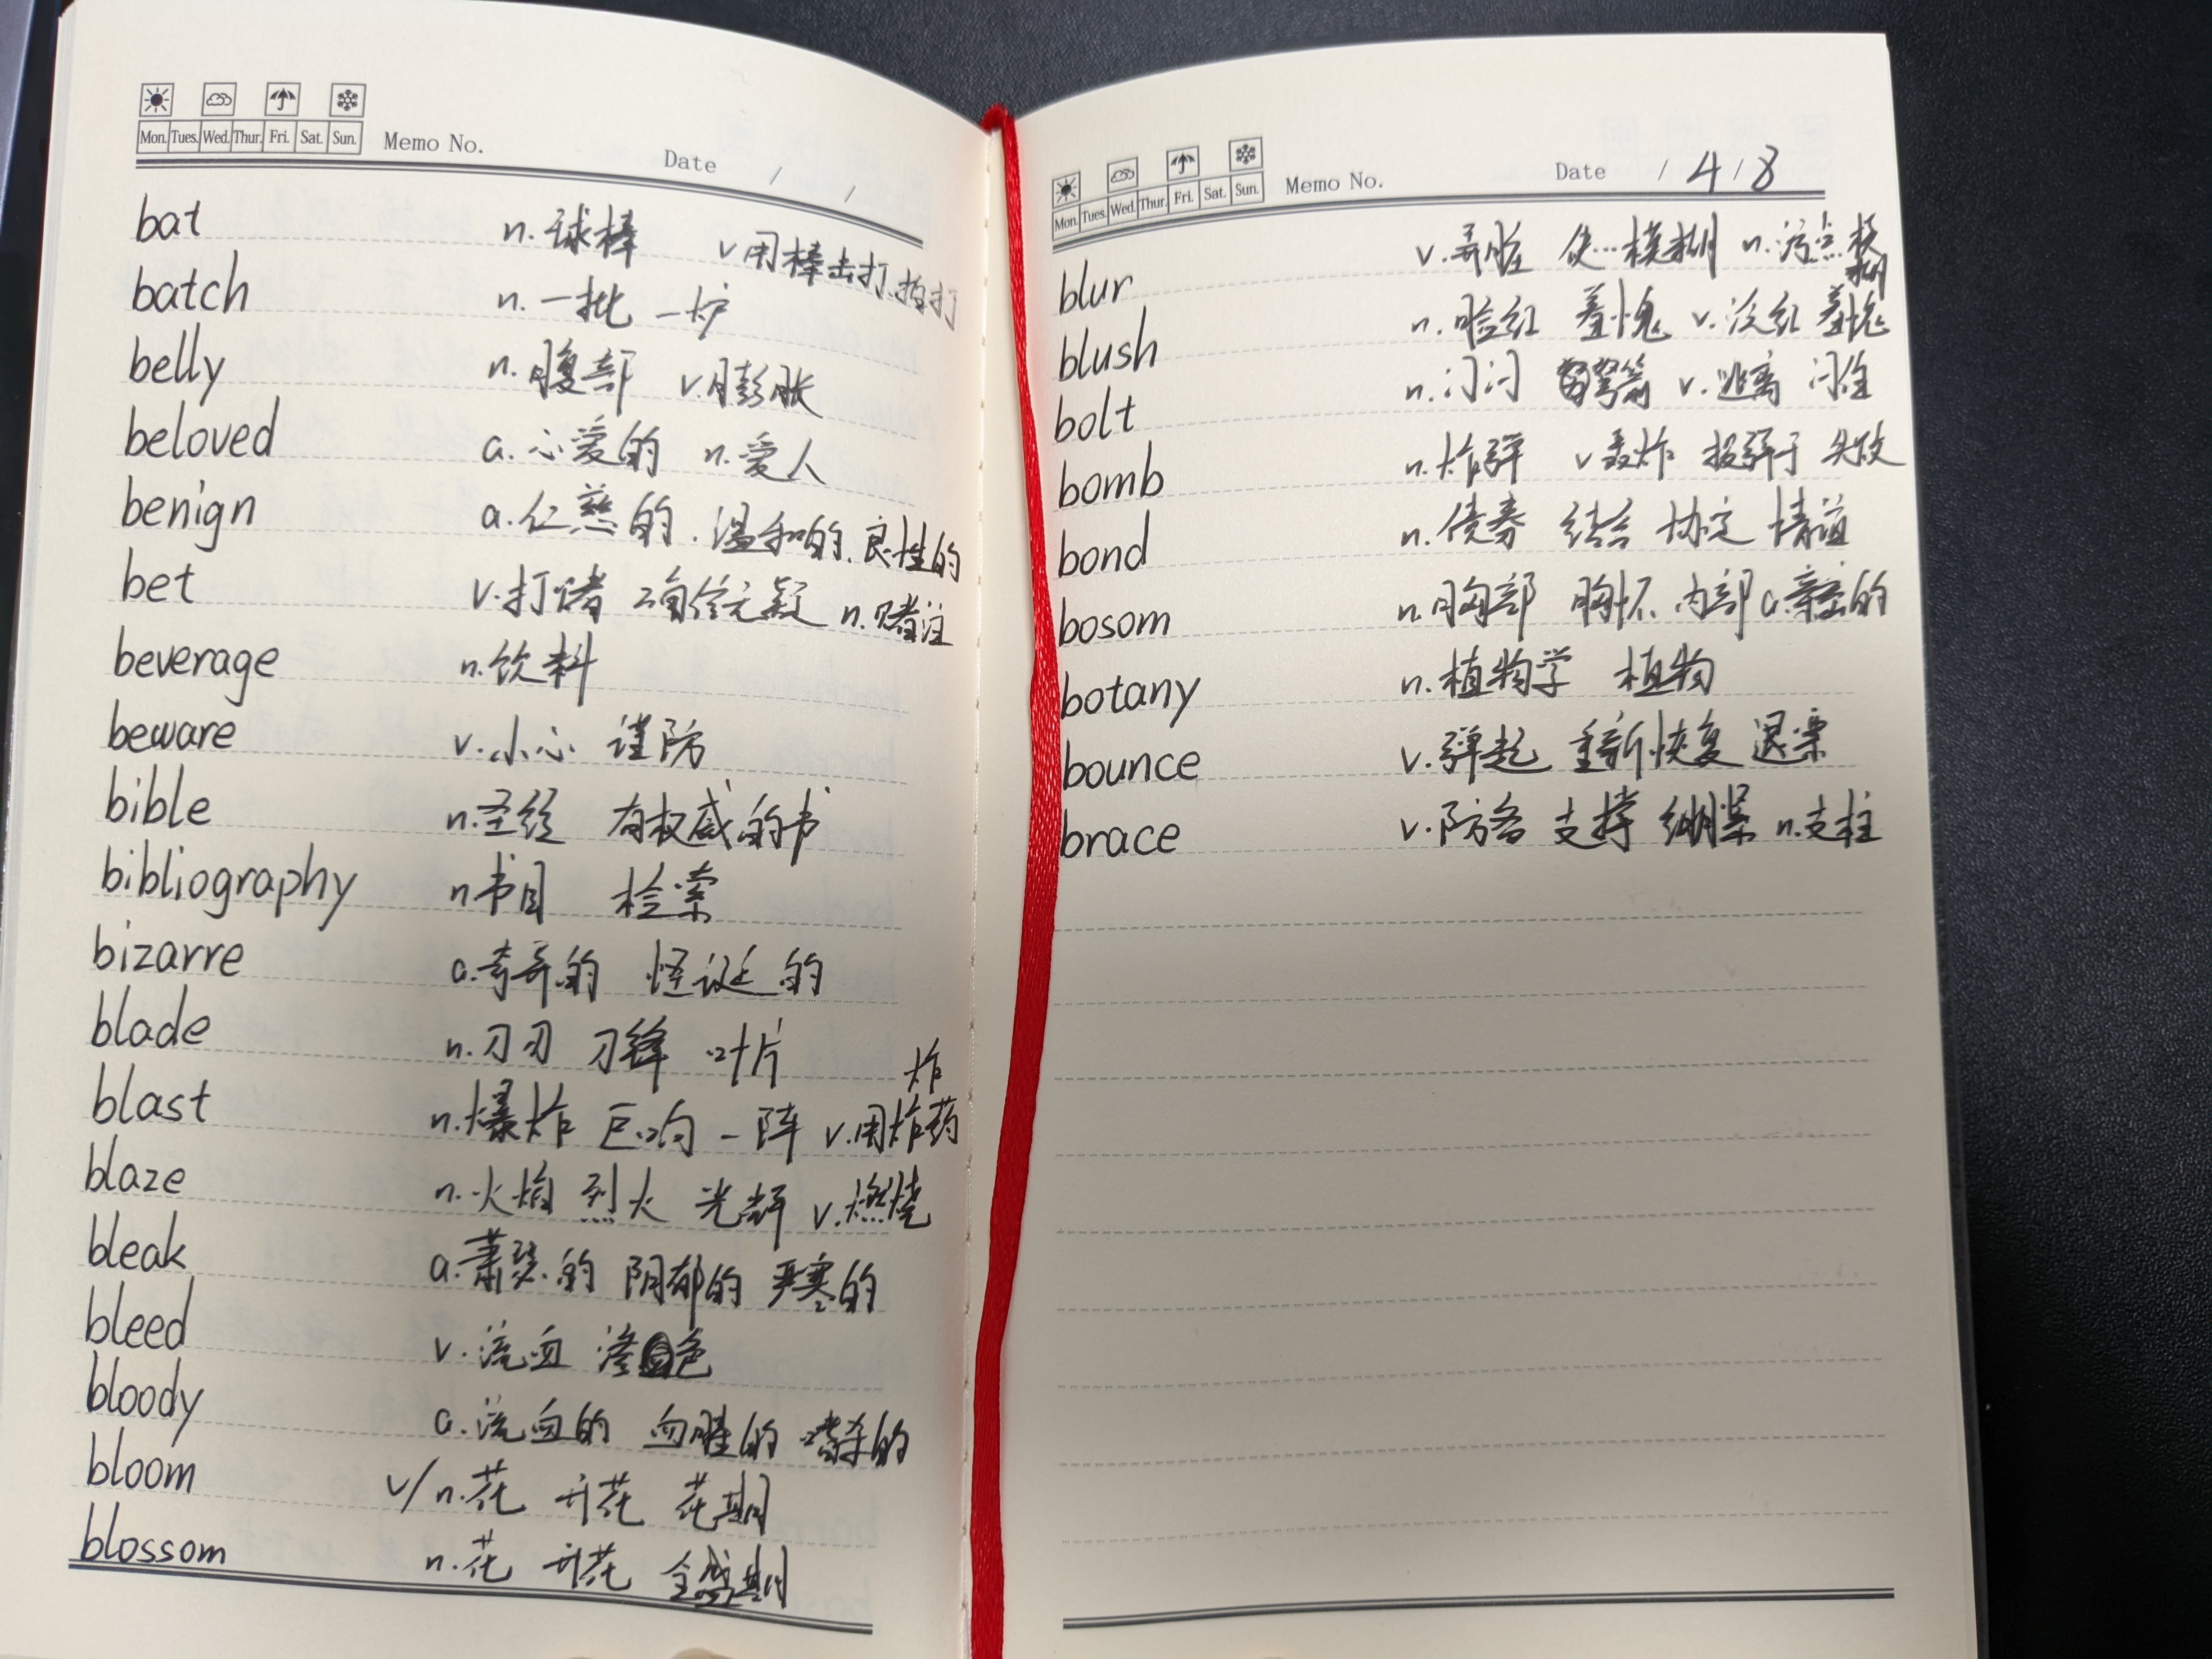 Mon. Tues. Wed. Thur. Fri. Sat. Sun. Memo No. Date / /
bat n. 球棒 v 用棒击打、拍打
batch n. 一批 一炉
belly n. 腹部 v. 膨胀
beloved a. 心爱的 n. 爱人
benign a. 仁慈的、温和的、良性的
bet v. 打赌 确信无疑 n. 赌注
beverage n. 饮料
beware v. 小心 谨防
bible n. 圣经 有权威的书
bibliography n 书目 检索
bizarre a. 奇异的 怪诞的
blade n. 刀刃 刀锋 叶片
blast n. 爆炸 巨响 一阵 v. 用炸药
炸
blaze n. 火焰 烈火 光辉 v. 燃烧
bleak a. 萧瑟的 阴郁的 严寒的
bleed v. 流血 渗色
bloody a. 流血的 血腥的 嗜杀的
bloom v/n. 花 开花 花期
blossom n. 花 开花 全盛期
Mon. Tues. Wed. Thur. Fri. Sat. Sun. Memo No. Date / 4 / 8
blur v. 弄脏 使…模糊 n. 污点 模
糊
blush n. 脸红 羞愧 v. 泛红 羞愧
bolt n. 门闩 弩箭 v. 逃离 闩住
bomb n. 炸弹 v 轰炸 投弹于 失败
bond n. 债券 结合 协定 情谊
bosom n. 胸部 胸怀 内部 a. 亲密的
botany n. 植物学 植物
bounce v. 弹起 重新恢复 退票
brace v. 防备 支撑 绷紧 n. 支柱